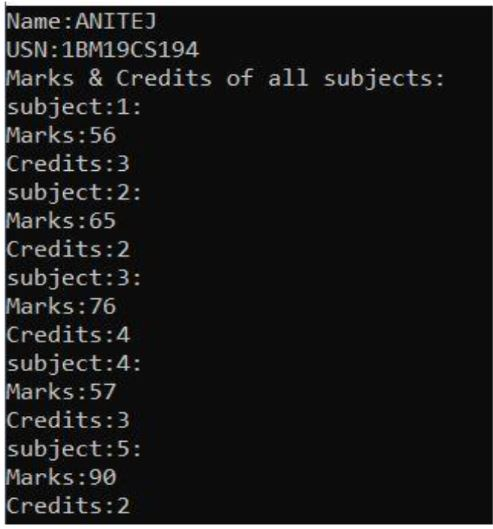 Name:ANITEJ
USN:1BM19CS194
Marks & Credits of all subjects:
subject:1:
Marks:56
Credits:3
subject:2:
Marks:65
Credits:2
subject:3:
Marks:76
Credits:4
subject:4:
Marks:57
Credits:3
subject:5:
Marks:90
Credits:2